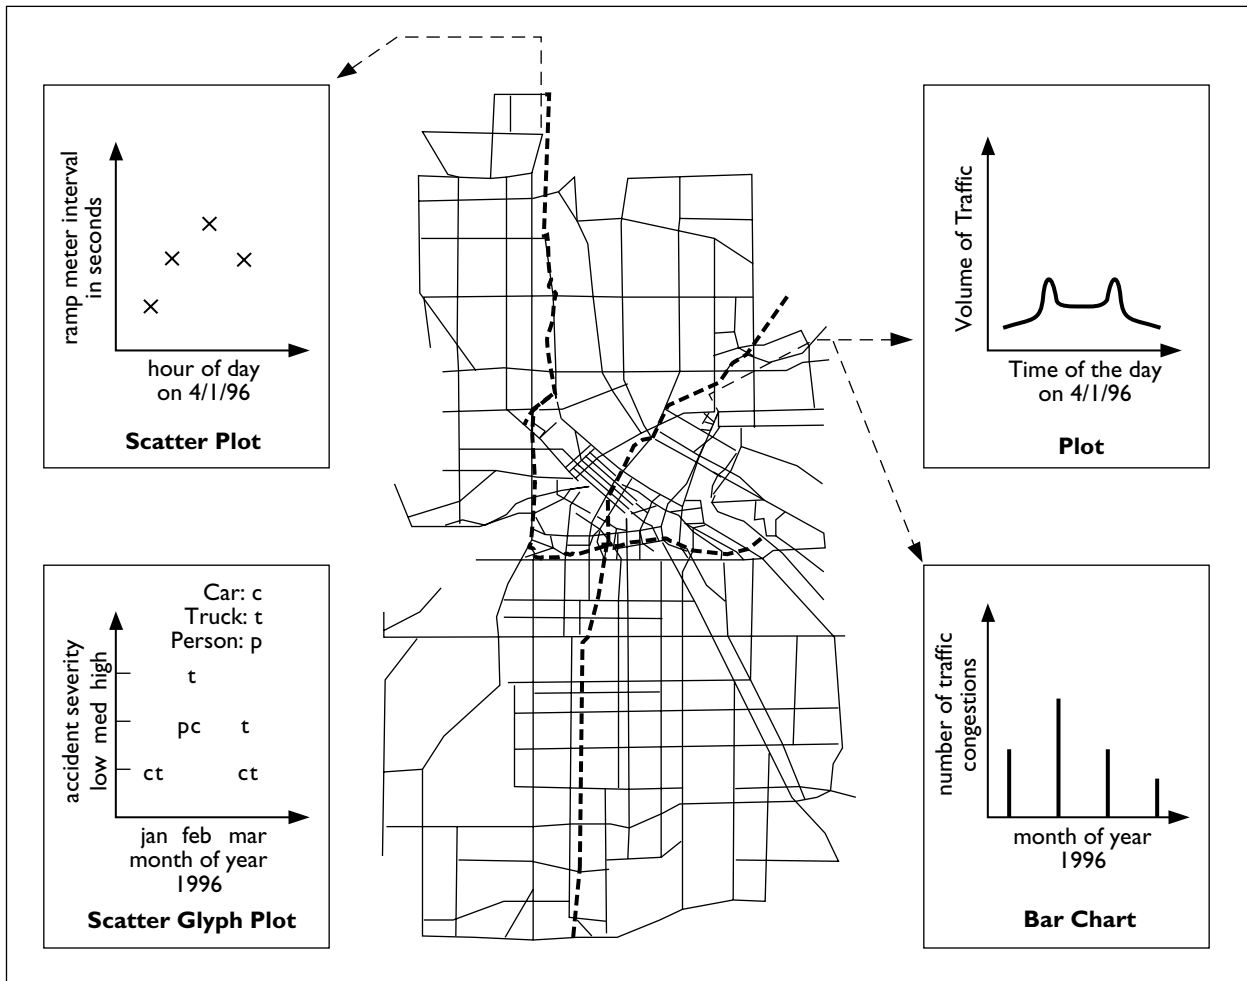 ramp meter interval
in seconds
hour of day
on 4/1/96
Scatter Plot
Volume of Traffic
Time of the day
on 4/1/96
Plot
Car: c
Truck: t
Person: p
accident severity
low med high
t
pc t
ct ct
jan feb mar
month of year
1996
Scatter Glyph Plot
number of traffic
congestions
month of year
1996
Bar Chart